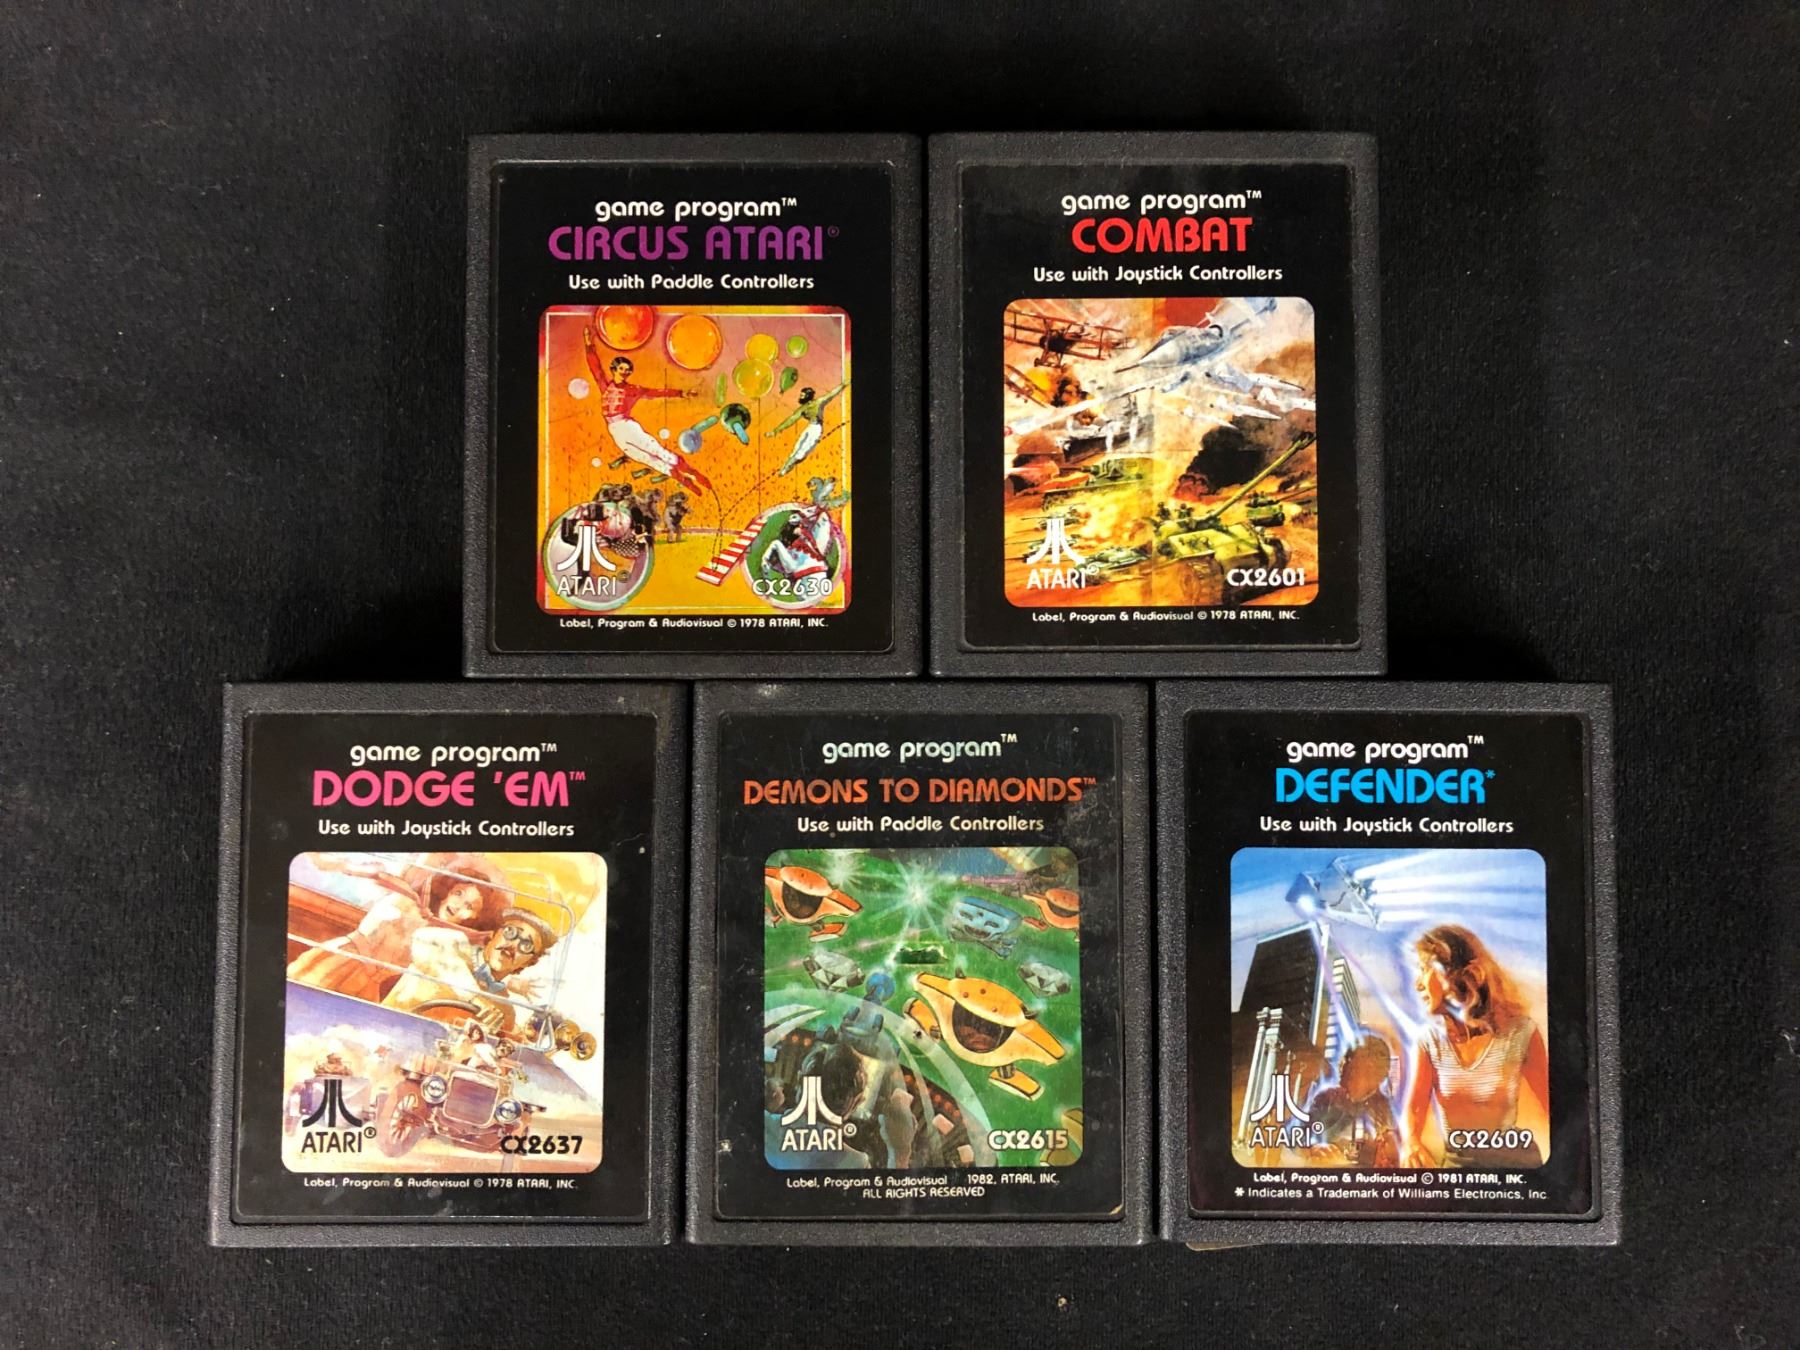 game program™
CIRCUS ATARI®
Use with Paddle Controllers
ATARI®
CX2630
Label, Program & Audiovisual © 1978 ATARI, INC.
game program™
COMBAT
Use with Joystick Controllers
ATARI®
CX2601
Label, Program & Audiovisual © 1978 ATARI, INC.
game program™
DODGE 'EM™
Use with Joystick Controllers
ATARI®
CX2637
Label, Program & Audiovisual © 1978 ATARI, INC.
game program™
DEMONS TO DIAMONDS™
Use with Paddle Controllers
ATARI®
CX2615
Label, Program & Audiovisual 1982, ATARI, INC.
ALL RIGHTS RESERVED
game program™
DEFENDER*
Use with Joystick Controllers
ATARI®
CX2609
Label, Program & Audiovisual © 1981 ATARI, INC.
* Indicates a Trademark of Williams Electronics, Inc